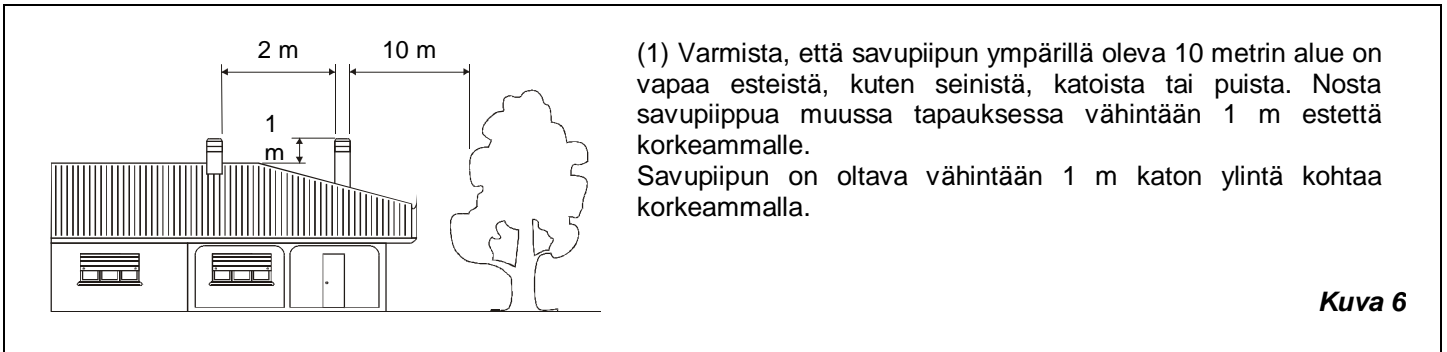 2 m 10 m
1
m
(1) Varmista, että savupiipun ympärillä oleva 10 metrin alue on
vapaa esteistä, kuten seinistä, katoista tai puista. Nosta
savupiippua muussa tapauksessa vähintään 1 m estettä
korkeammalle.
Savupiipun on oltava vähintään 1 m katon ylintä kohtaa
korkeammalla.
Kuva 6